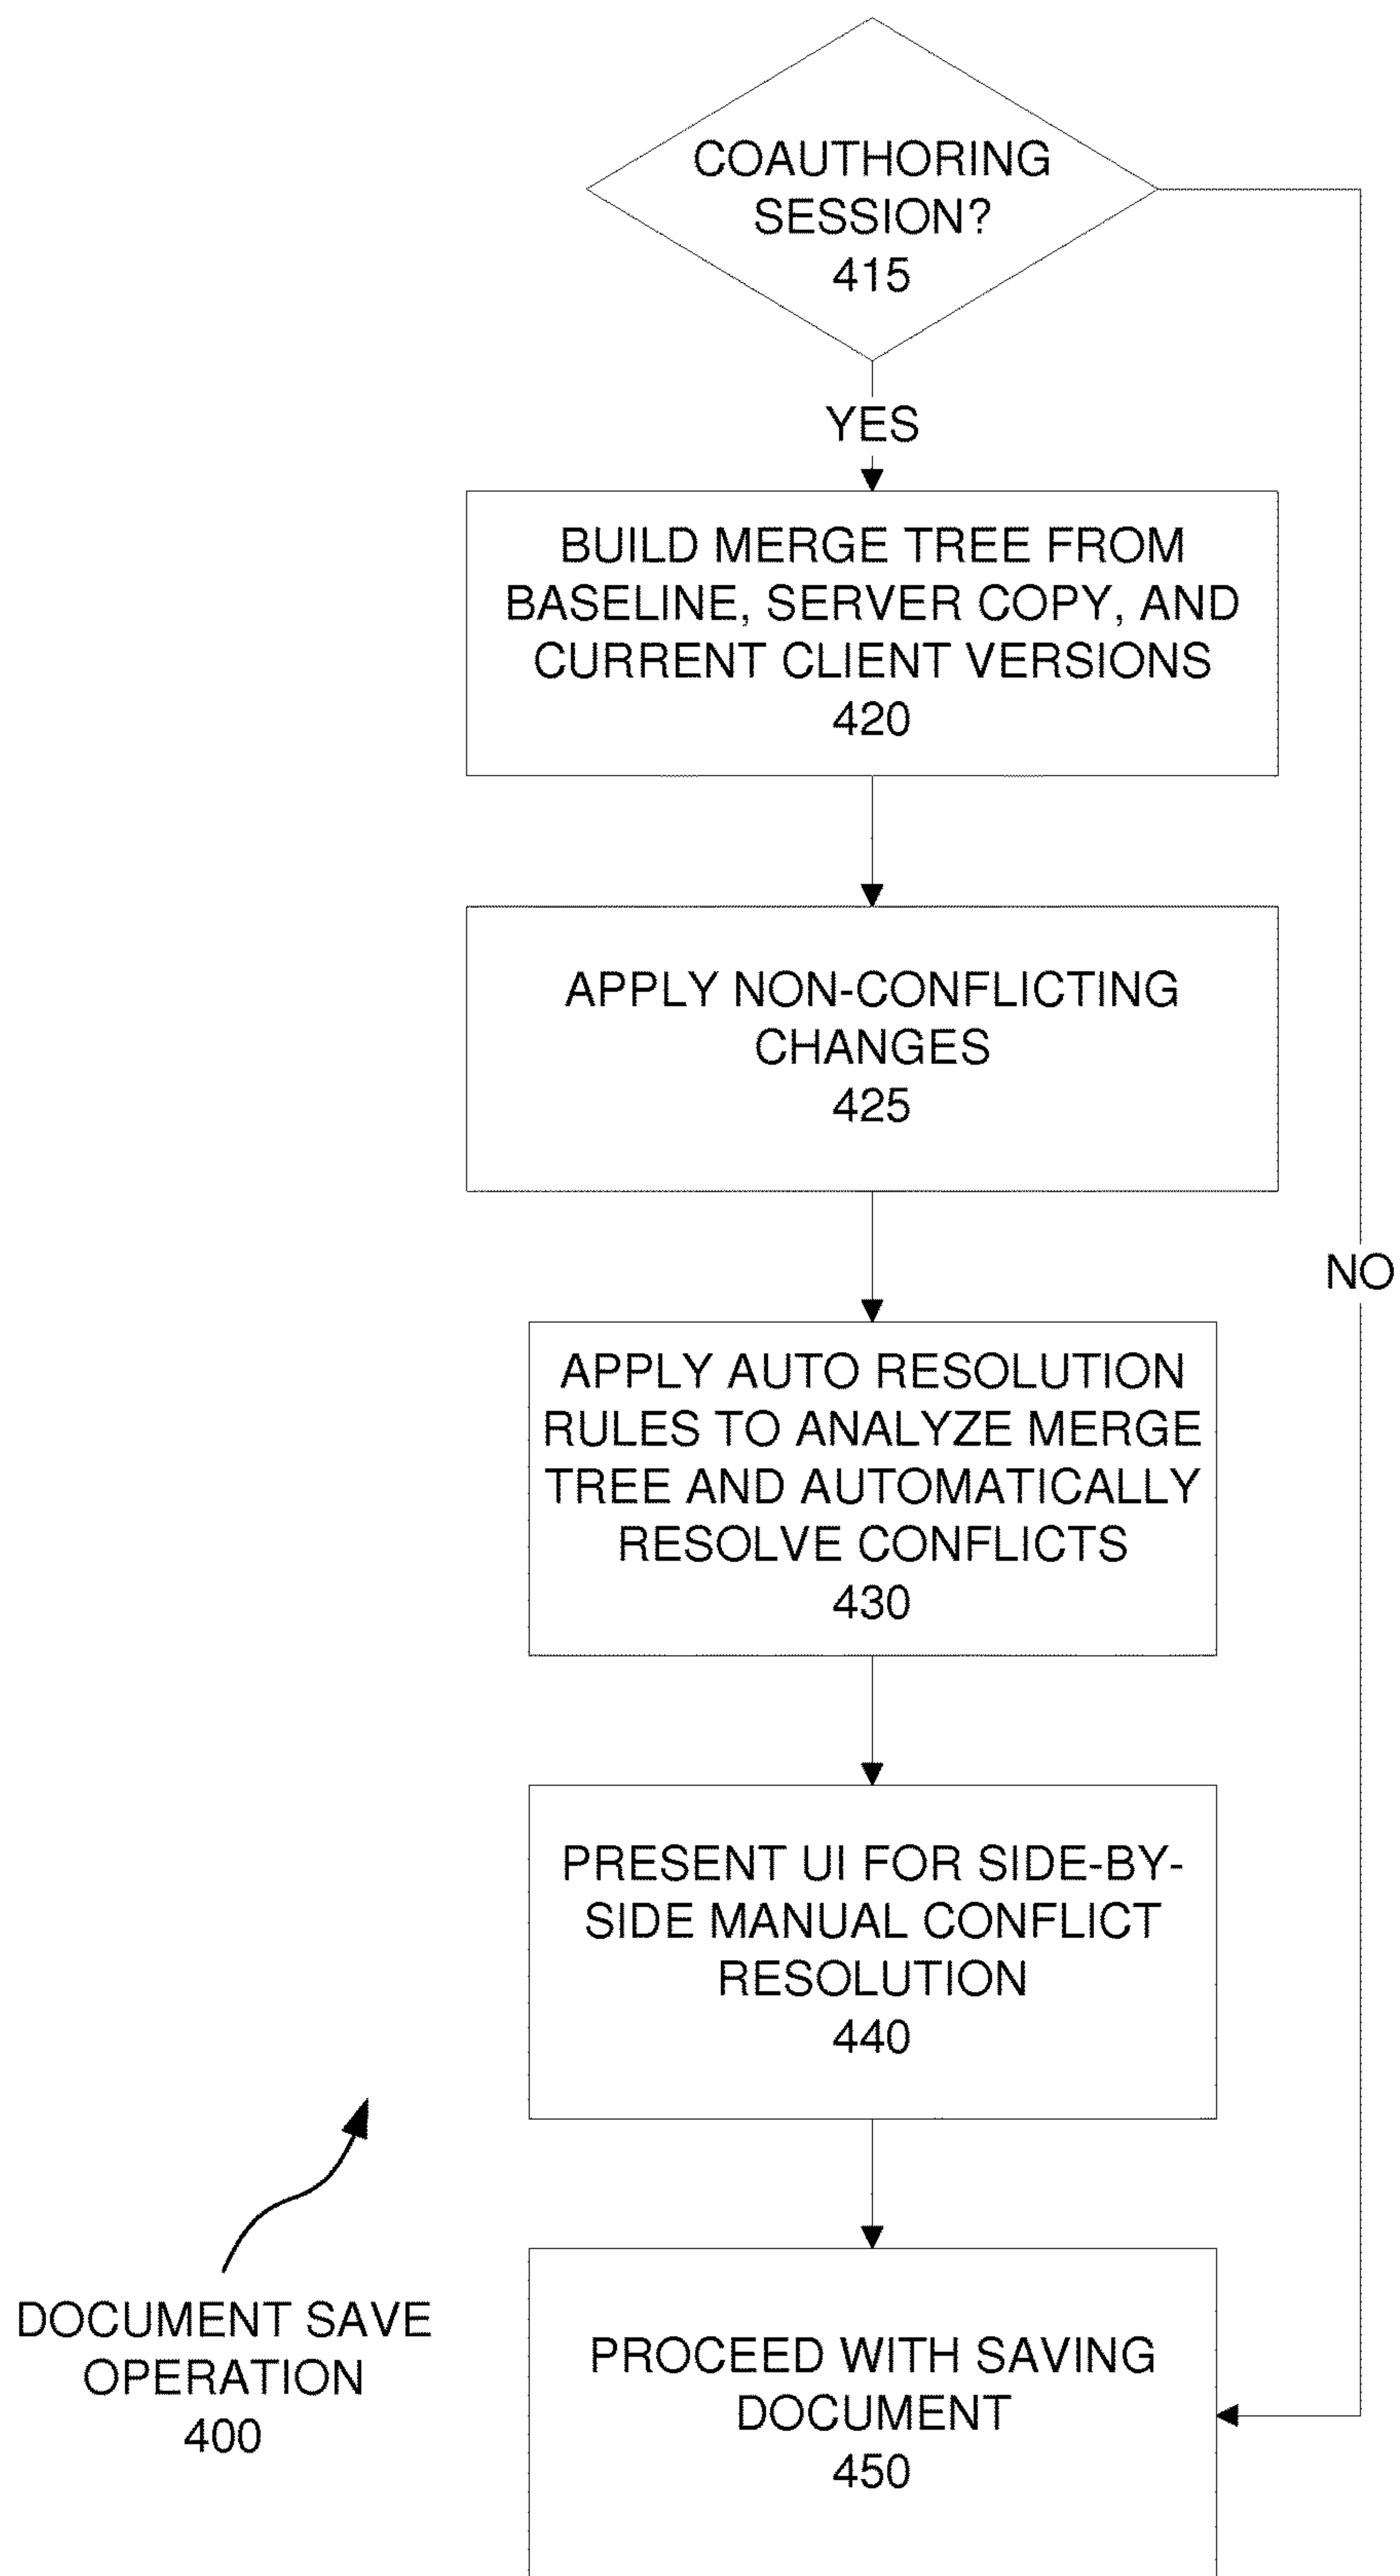 COAUTHORING
SESSION?
415
YES
BUILD MERGE TREE FROM
BASELINE, SERVER COPY, AND
CURRENT CLIENT VERSIONS
420
APPLY NON-CONFLICTING
CHANGES
425
NO
APPLY AUTO RESOLUTION
RULES TO ANALYZE MERGE
TREE AND AUTOMATICALLY
RESOLVE CONFLICTS
430
PRESENT UI FOR SIDE-BY-
SIDE MANUAL CONFLICT
RESOLUTION
440
DOCUMENT SAVE
OPERATION
400
PROCEED WITH SAVING
DOCUMENT
450